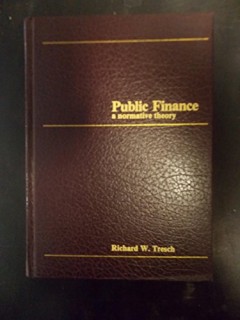 Public Finance
a normative theory
Richard W. Tresch